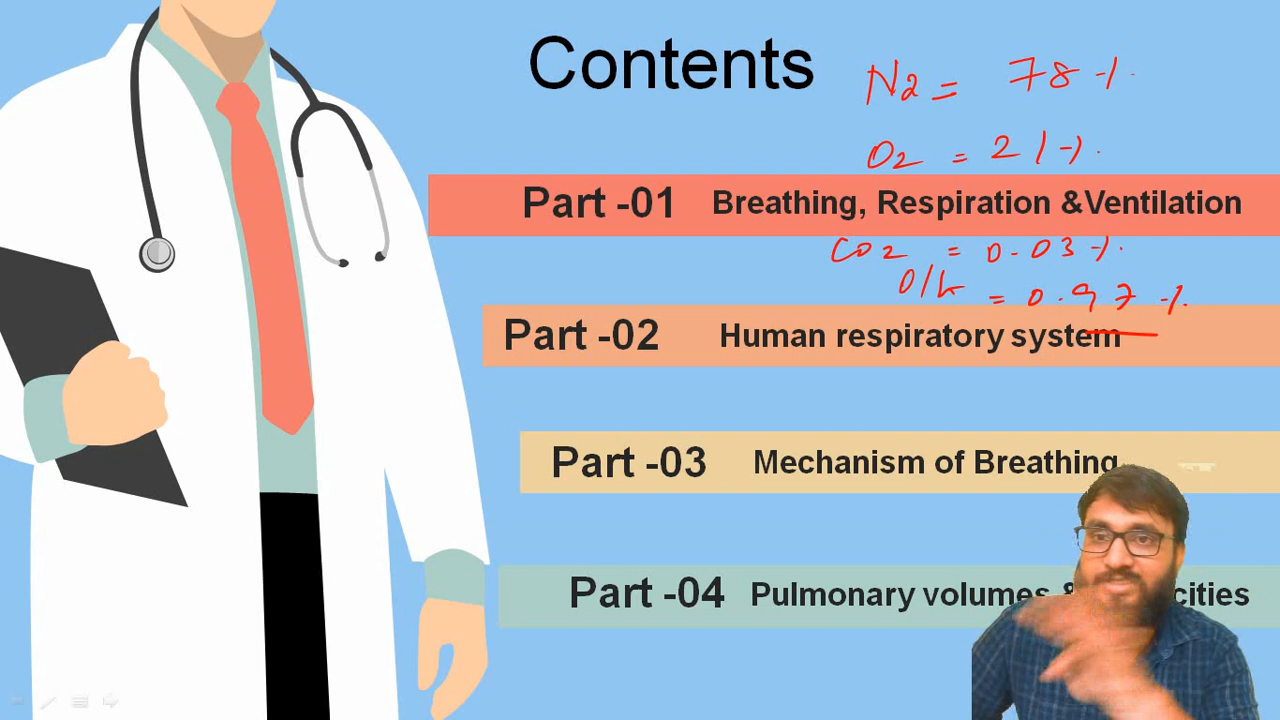 Contents
N2 = 78 %.
O2 = 21 %.
Part -01 Breathing, Respiration &Ventilation
CO2 = 0.03 %.
= 0.97 %.
Part -02 Human respiratory system
Part -03 Mechanism of Breathing
Part -04 Pulmonary volumes